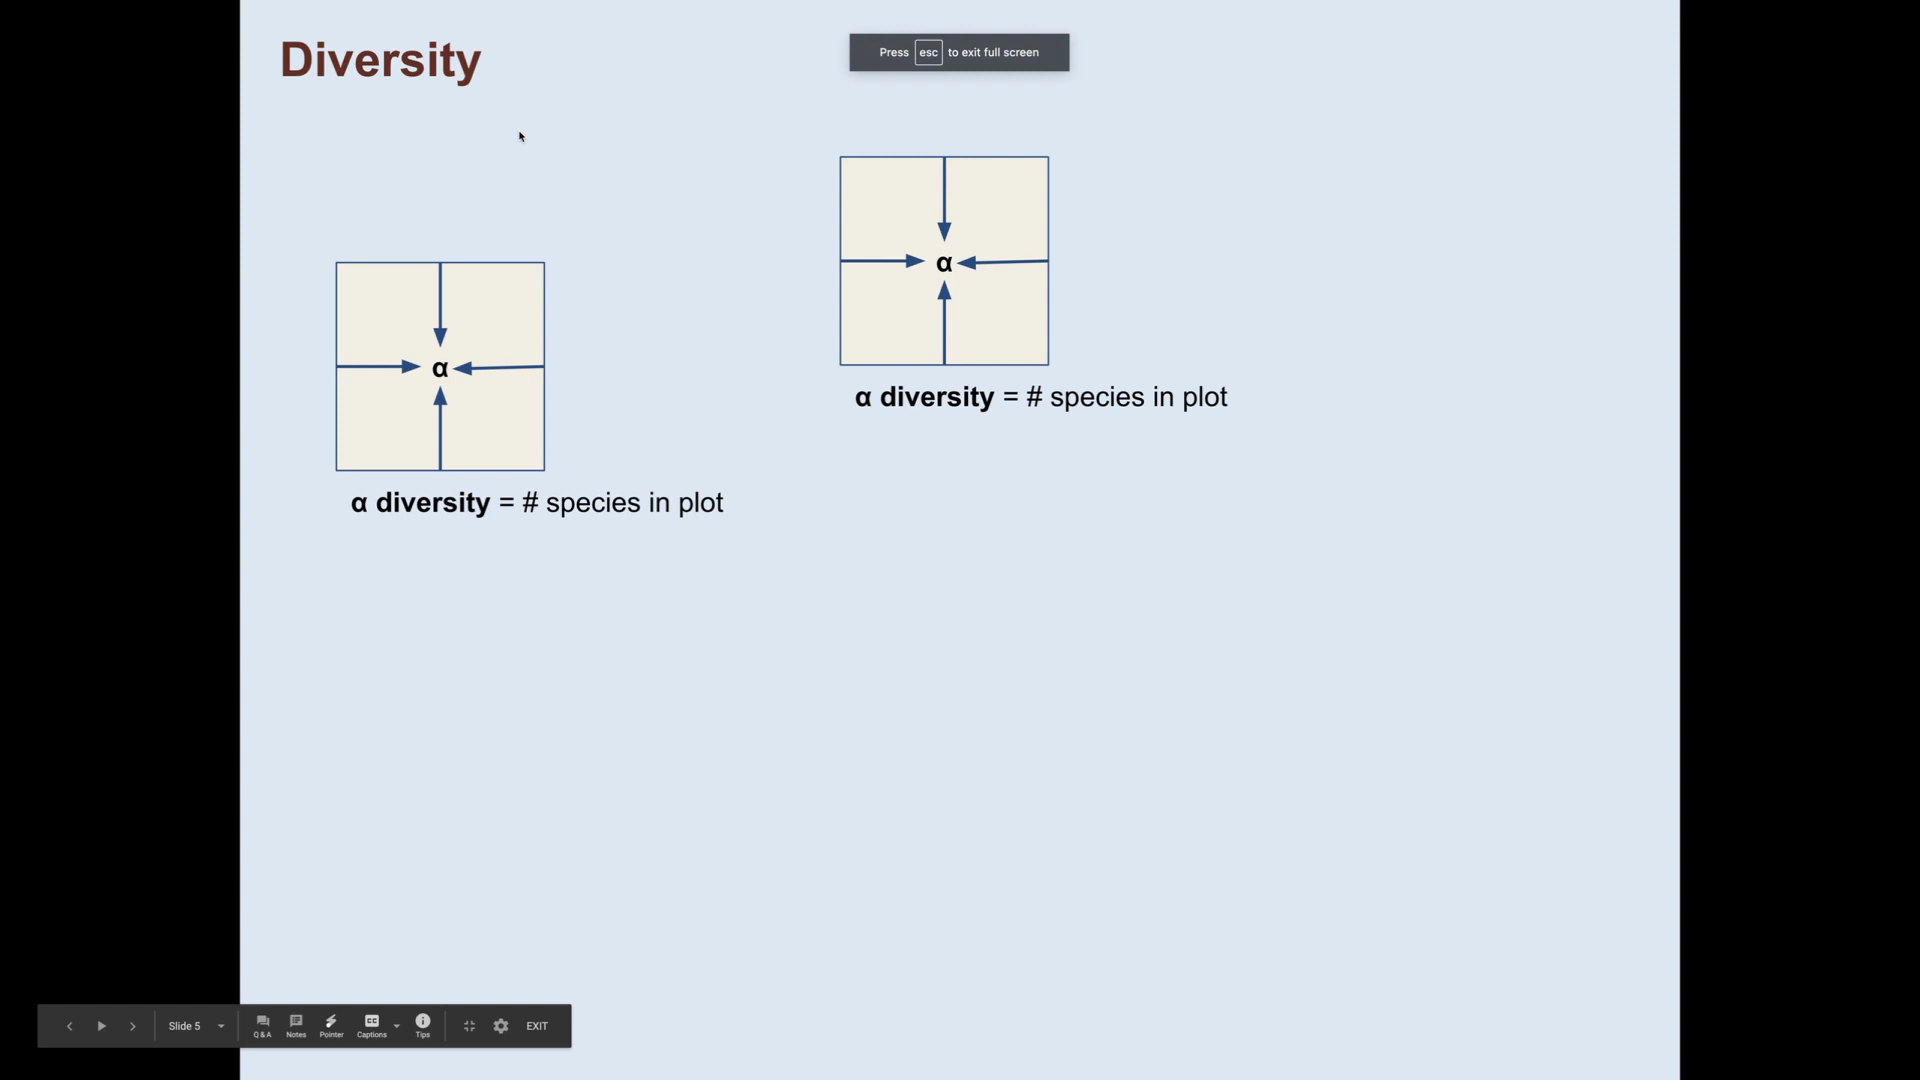 Diversity
Press esc to exit full screen
α
α diversity = # species in plot
α
α diversity = # species in plot
Slide 5
Q & A
Notes
Pointer
CC
Captions
Tips
EXIT